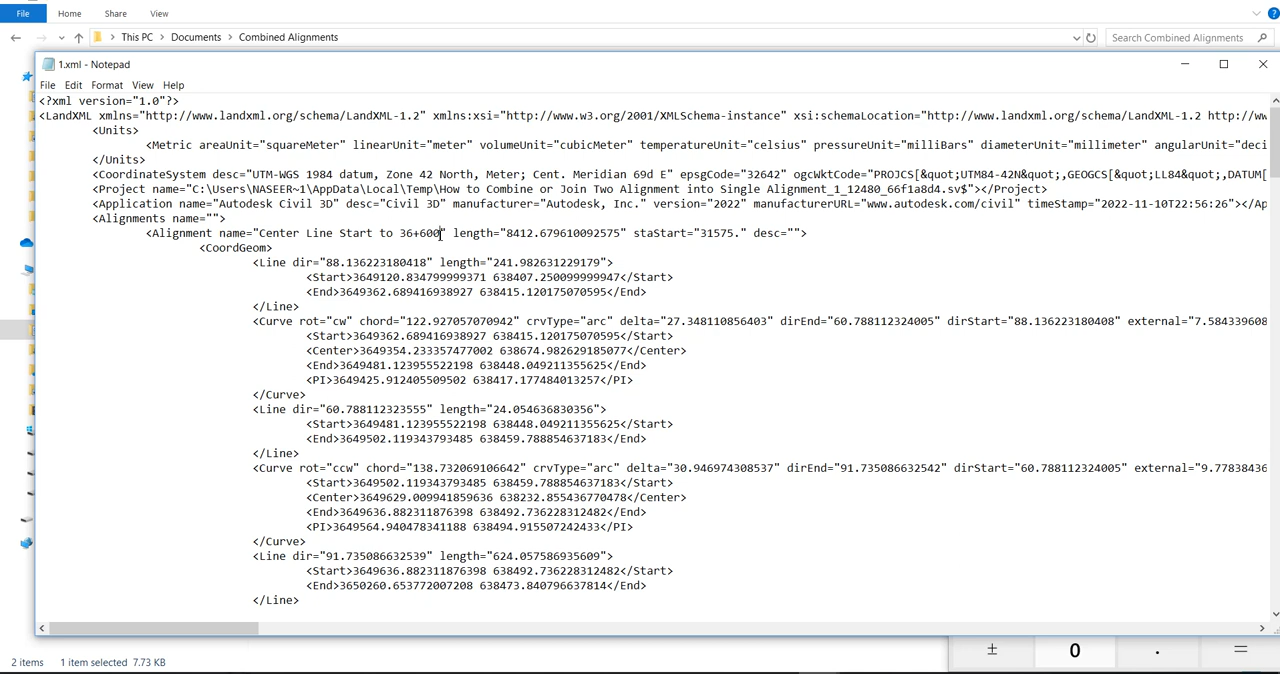 File Home Share View
This PC Documents Combined Alignments Search Combined Alignments
1.xml - Notepad
File Edit Format View Help
<?xml version="1.0"?>
<LandXML xmlns="http://www.landxml.org/schema/LandXML-1.2" xmlns:xsi="http://www.w3.org/2001/XMLSchema-instance" xsi:schemaLocation="http://www.landxml.org/schema/LandXML-1.2 http://ww
<Units>
<Metric areaUnit="squareMeter" linearUnit="meter" volumeUnit="cubicMeter" temperatureUnit="celsius" pressureUnit="milliBars" diameterUnit="millimeter" angularUnit="deci
</Units>
<CoordinateSystem desc="UTM-WGS 1984 datum, Zone 42 North, Meter; Cent. Meridian 69d E" epsgCode="32642" ogcWktCode="PROJCS[&quot;UTM84-42N&quot;,GEOGCS[&quot;LL84&quot;,DATUM[
<Project name="C:\Users\NASEER~1\AppData\Local\Temp\How to Combine or Join Two Alignment into Single Alignment_1_12480_66f1a8d4.sv$"></Project>
<Application name="Autodesk Civil 3D" desc="Civil 3D" manufacturer="Autodesk, Inc." version="2022" manufacturerURL="www.autodesk.com/civil" timeStamp="2022-11-10T22:56:26"></Ap
<Alignments name="">
<Alignment name="Center Line Start to 36+600" length="8412.679610092575" staStart="31575." desc="">
<CoordGeom>
<Line dir="88.136223180418" length="241.982631229179">
<Start>3649120.834799999371 638407.250099999947</Start>
<End>3649362.689416938927 638415.120175070595</End>
</Line>
<Curve rot="cw" chord="122.927057070942" crvType="arc" delta="27.348110856403" dirEnd="60.788112324005" dirStart="88.136223180408" external="7.584339608
<Start>3649362.689416938927 638415.120175070595</Start>
<Center>3649354.233357477002 638674.982629185077</Center>
<End>3649481.123955522198 638448.049211355625</End>
<PI>3649425.912405509502 638417.177484013257</PI>
</Curve>
<Line dir="60.788112323555" length="24.054636830356">
<Start>3649481.123955522198 638448.049211355625</Start>
<End>3649502.119343793485 638459.788854637183</End>
</Line>
<Curve rot="ccw" chord="138.732069106642" crvType="arc" delta="30.946974308537" dirEnd="91.735086632542" dirStart="60.788112324005" external="9.77838436
<Start>3649502.119343793485 638459.788854637183</Start>
<Center>3649629.009941859636 638232.855436770478</Center>
<End>3649636.882311876398 638492.736228312482</End>
<PI>3649564.940478341188 638494.915507242433</PI>
</Curve>
<Line dir="91.735086632539" length="624.057586935609">
<Start>3649636.882311876398 638492.736228312482</Start>
<End>3650260.653772007208 638473.840796637814</End>
</Line>
± 0 . =
2 items 1 item selected 7.73 KB